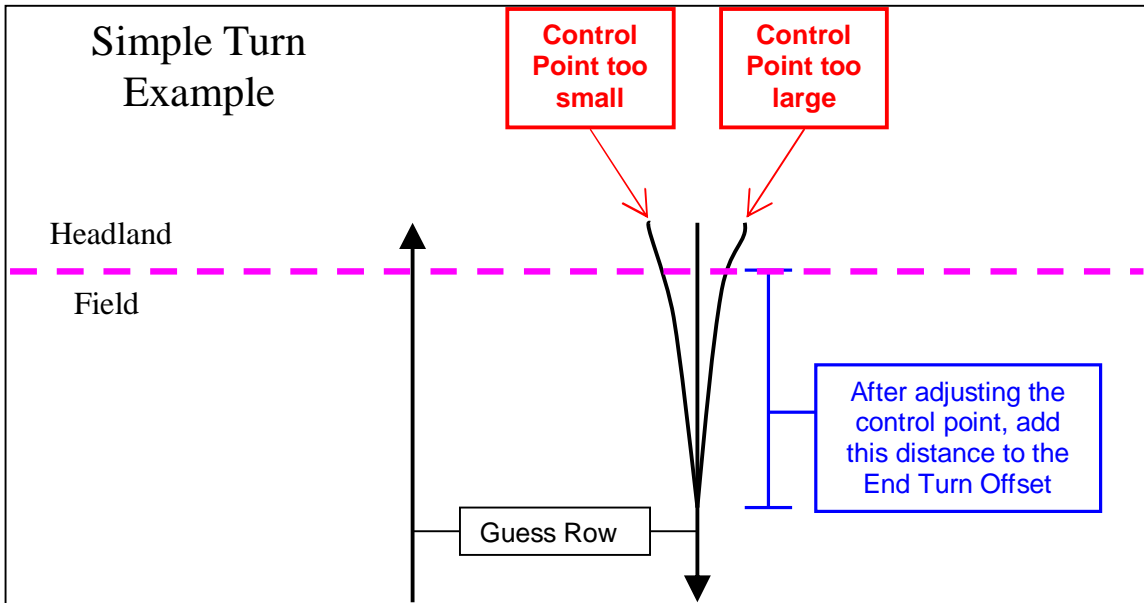 Simple Turn
Example
Control
Point too
small
Control
Point too
large
Headland
Field
After adjusting the
control point, add
this distance to the
End Turn Offset
Guess Row